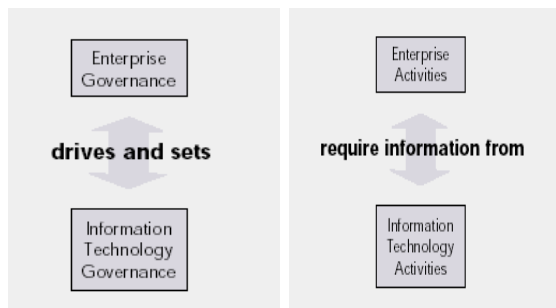 Enterprise
Governance
drives and sets
Information
Technology
Governance
Enterprise
Activities
require information from
Information
Technology
Activities